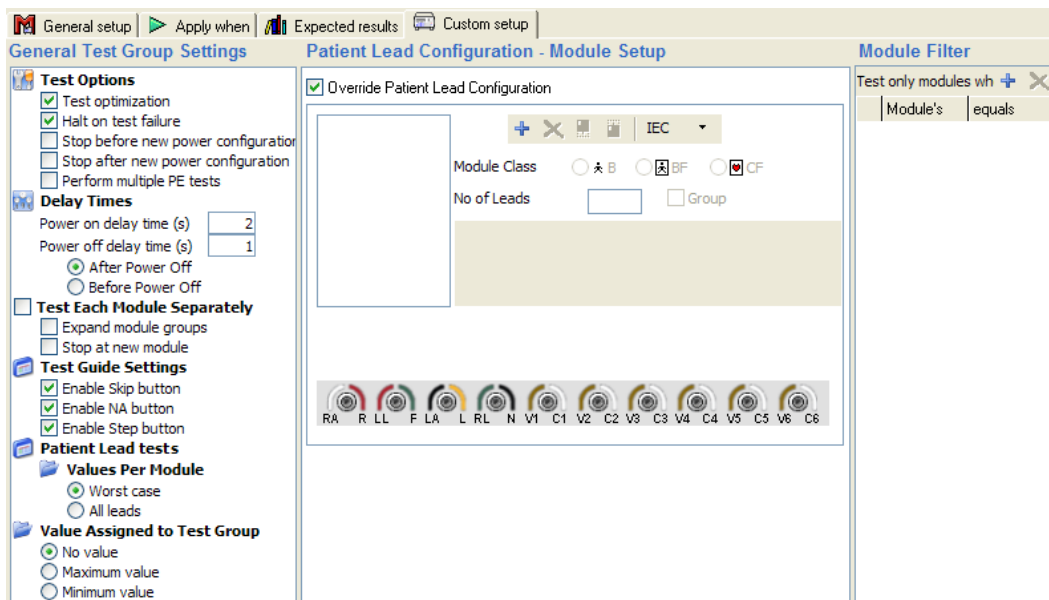 General setup
Apply when
Expected results
Custom setup
General Test Group Settings
Test Options
Test optimization
Halt on test failure
Stop before new power configuration
Stop after new power configuration
Perform multiple PE tests
Delay Times
Power on delay time (s) 2
Power off delay time (s) 1
After Power Off
Before Power Off
Test Each Module Separately
Expand module groups
Stop at new module
Test Guide Settings
Enable Skip button
Enable NA button
Enable Step button
Patient Lead tests
Values Per Module
Worst case
All leads
Value Assigned to Test Group
No value
Maximum value
Minimum value
Patient Lead Configuration - Module Setup
Override Patient Lead Configuration
IEC
Module Class B BF CF
No of Leads Group
RA R LL F LA L RL N V1 C1 V2 C2 V3 C3 V4 C4 V5 C5 V6 C6
Module Filter
Test only modules wh
Module's equals